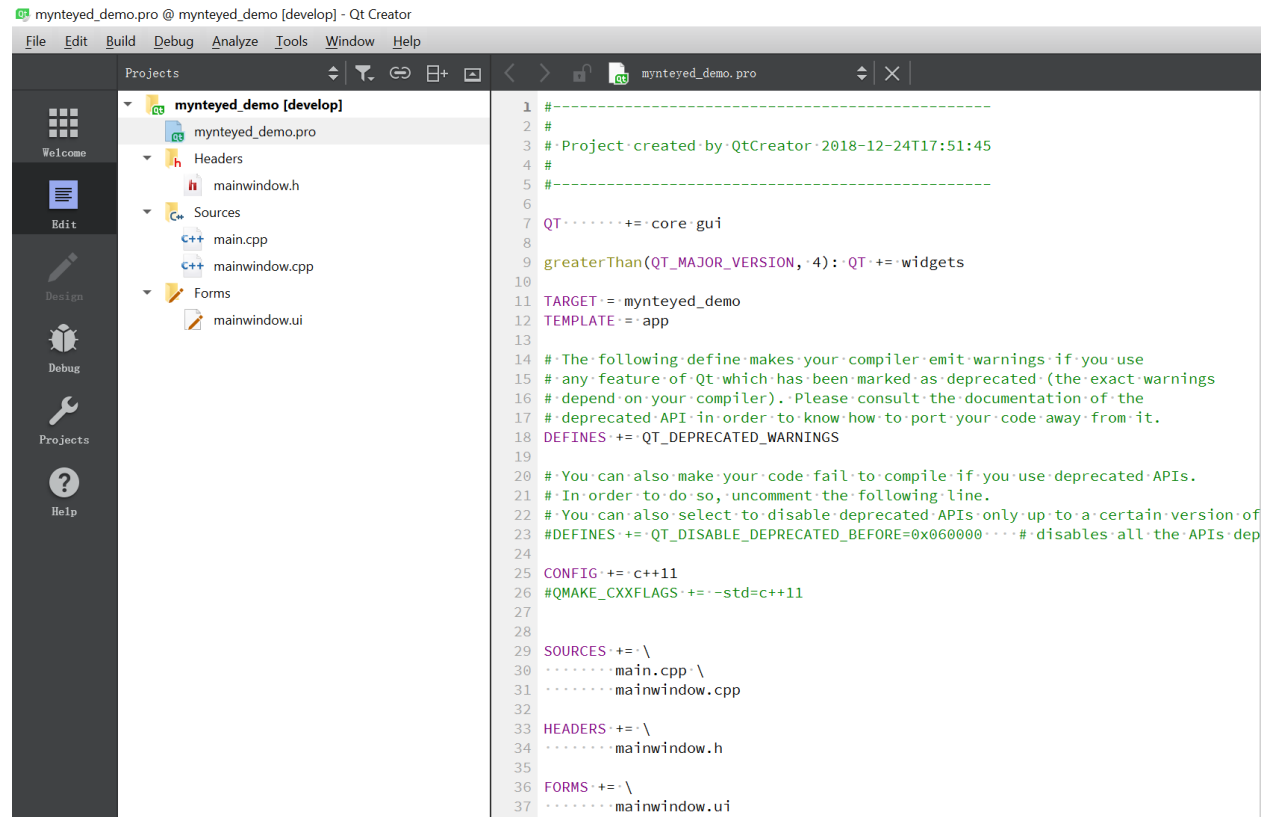 mynteyed_demo.pro @ mynteyed_demo [develop] - Qt Creator
File Edit Build Debug Analyze Tools Window Help
Projects
mynteyed_demo.pro
Welcome
Edit
Design
Debug
Projects
Help
mynteyed_demo [develop]
mynteyed_demo.pro
Headers
mainwindow.h
Sources
main.cpp
mainwindow.cpp
Forms
mainwindow.ui
1 #-------------------------------------------------
2 #
3 # Project created by QtCreator 2018-12-24T17:51:45
4 #
5 #-------------------------------------------------
6
7 QT       += core gui
8
9 greaterThan(QT_MAJOR_VERSION, 4): QT += widgets
10
11 TARGET = mynteyed_demo
12 TEMPLATE = app
13
14 # The following define makes your compiler emit warnings if you use
15 # any feature of Qt which has been marked as deprecated (the exact warnings
16 # depend on your compiler). Please consult the documentation of the
17 # deprecated API in order to know how to port your code away from it.
18 DEFINES += QT_DEPRECATED_WARNINGS
19
20 # You can also make your code fail to compile if you use deprecated APIs.
21 # In order to do so, uncomment the following line.
22 # You can also select to disable deprecated APIs only up to a certain version of
23 #DEFINES += QT_DISABLE_DEPRECATED_BEFORE=0x060000    # disables all the APIs dep
24
25 CONFIG += c++11
26 #QMAKE_CXXFLAGS += -std=c++11
27
28
29 SOURCES += \
30         main.cpp \
31         mainwindow.cpp
32
33 HEADERS += \
34         mainwindow.h
35
36 FORMS += \
37         mainwindow.ui